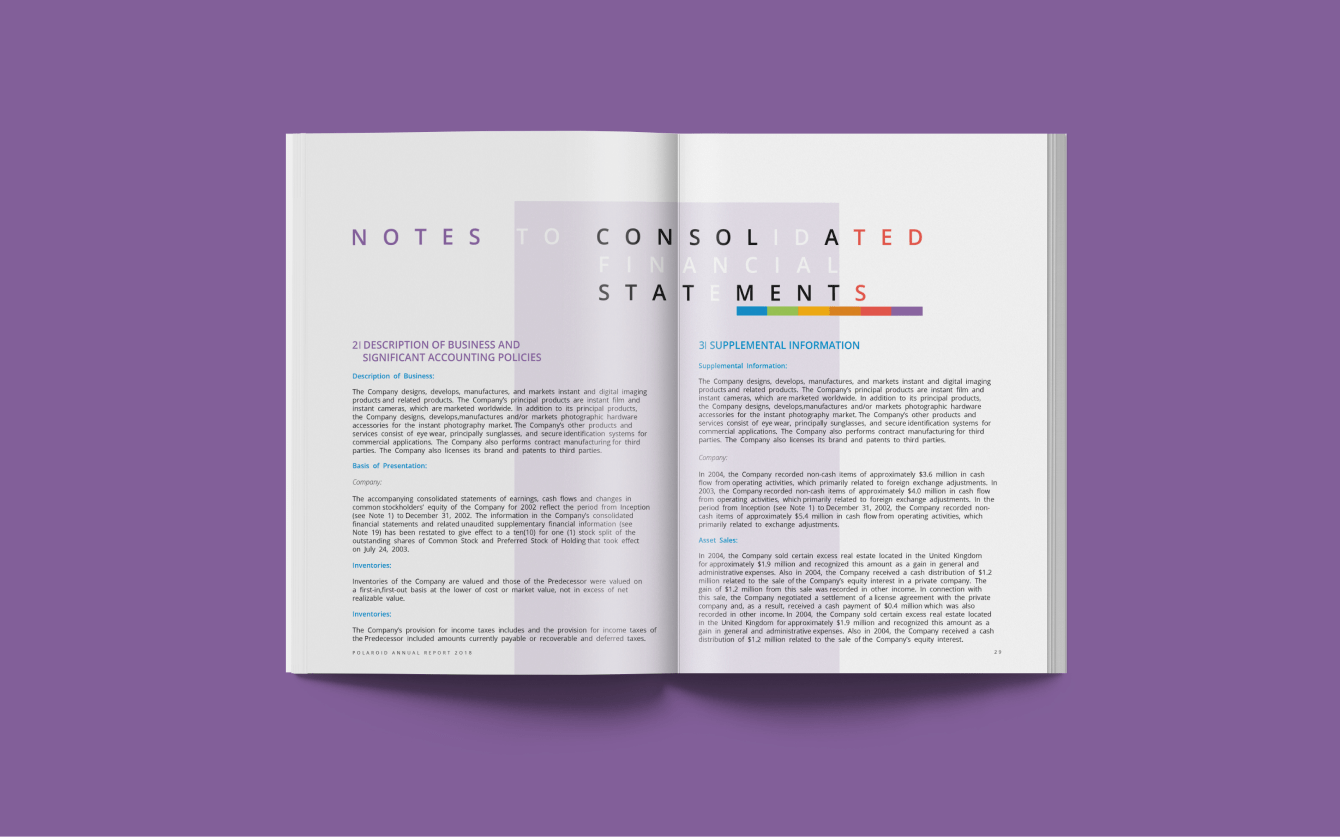 NOTES TO CONSOLIDATED
FINANCIAL
STATEMENTS
2| DESCRIPTION OF BUSINESS AND
SIGNIFICANT ACCOUNTING POLICIES
Description of Business:
The Company designs, develops, manufactures, and markets instant and digital imaging
products and related products. The Company's principal products are instant film and
instant cameras, which are marketed worldwide. In addition to its principal products,
the Company designs, develops,manufactures and/or markets photographic hardware
accessories for the instant photography market. The Company's other products and
services consist of eye wear, principally sunglasses, and secure identification systems for
commercial applications. The Company also performs contract manufacturing for third
parties. The Company also licenses its brand and patents to third parties.
Basis of Presentation:
Company:
The accompanying consolidated statements of earnings, cash flows and changes in
common stockholders' equity of the Company for 2002 reflect the period from Inception
(see Note 1) to December 31, 2002. The information in the Company's consolidated
financial statements and related unaudited supplementary financial information (see
Note 19) has been restated to give effect to a ten(10) for one (1) stock split of the
outstanding shares of Common Stock and Preferred Stock of Holding that took effect
on July 24, 2003.
Inventories:
Inventories of the Company are valued and those of the Predecessor were valued on
a first-in,first-out basis at the lower of cost or market value, not in excess of net
realizable value.
Inventories:
The Company's provision for income taxes includes and the provision for income taxes of
the Predecessor included amounts currently payable or recoverable and deferred taxes.
POLAROID ANNUAL REPORT 2018
3| SUPPLEMENTAL INFORMATION
Supplemental Information:
The Company designs, develops, manufactures, and markets instant and digital imaging
products and related products. The Company's principal products are instant film and
instant cameras, which are marketed worldwide. In addition to its principal products,
the Company designs, develops,manufactures and/or markets photographic hardware
accessories for the instant photography market. The Company's other products and
services consist of eye wear, principally sunglasses, and secure identification systems for
commercial applications. The Company also performs contract manufacturing for third
parties. The Company also licenses its brand and patents to third parties.
Company:
In 2004, the Company recorded non-cash items of approximately $3.6 million in cash
flow from operating activities, which primarily related to foreign exchange adjustments. In
2003, the Company recorded non-cash items of approximately $4.0 million in cash flow
from operating activities, which primarily related to foreign exchange adjustments. In the
period from Inception (see Note 1) to December 31, 2002, the Company recorded non-
cash items of approximately $5.4 million in cash flow from operating activities, which
primarily related to exchange adjustments.
Asset Sales:
In 2004, the Company sold certain excess real estate located in the United Kingdom
for approximately $1.9 million and recognized this amount as a gain in general and
administrative expenses. Also in 2004, the Company received a cash distribution of $1.2
million related to the sale of the Company's equity interest in a private company. The
gain of $1.2 million from this sale was recorded in other income. In connection with
this sale, the Company negotiated a settlement of a license agreement with the private
company and, as a result, received a cash payment of $0.4 million which was also
recorded in other income. In 2004, the Company sold certain excess real estate located
in the United Kingdom for approximately $1.9 million and recognized this amount as a
gain in general and administrative expenses. Also in 2004, the Company received a cash
distribution of $1.2 million related to the sale of the Company's equity interest.
29